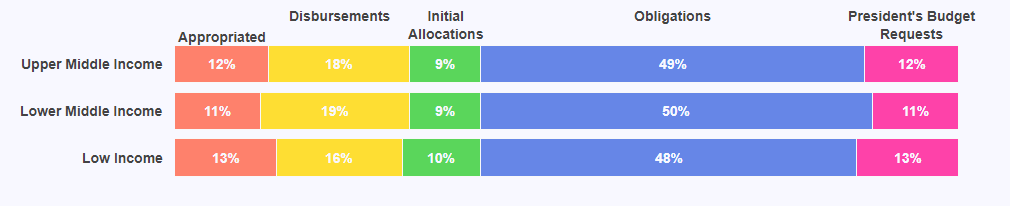 Disbursements Initial Obligations President's Budget
Appropriated Allocations Requests
Upper Middle Income 12% 18% 9% 49% 12%
Lower Middle Income 11% 19% 9% 50% 11%
Low Income 13% 16% 10% 48% 13%